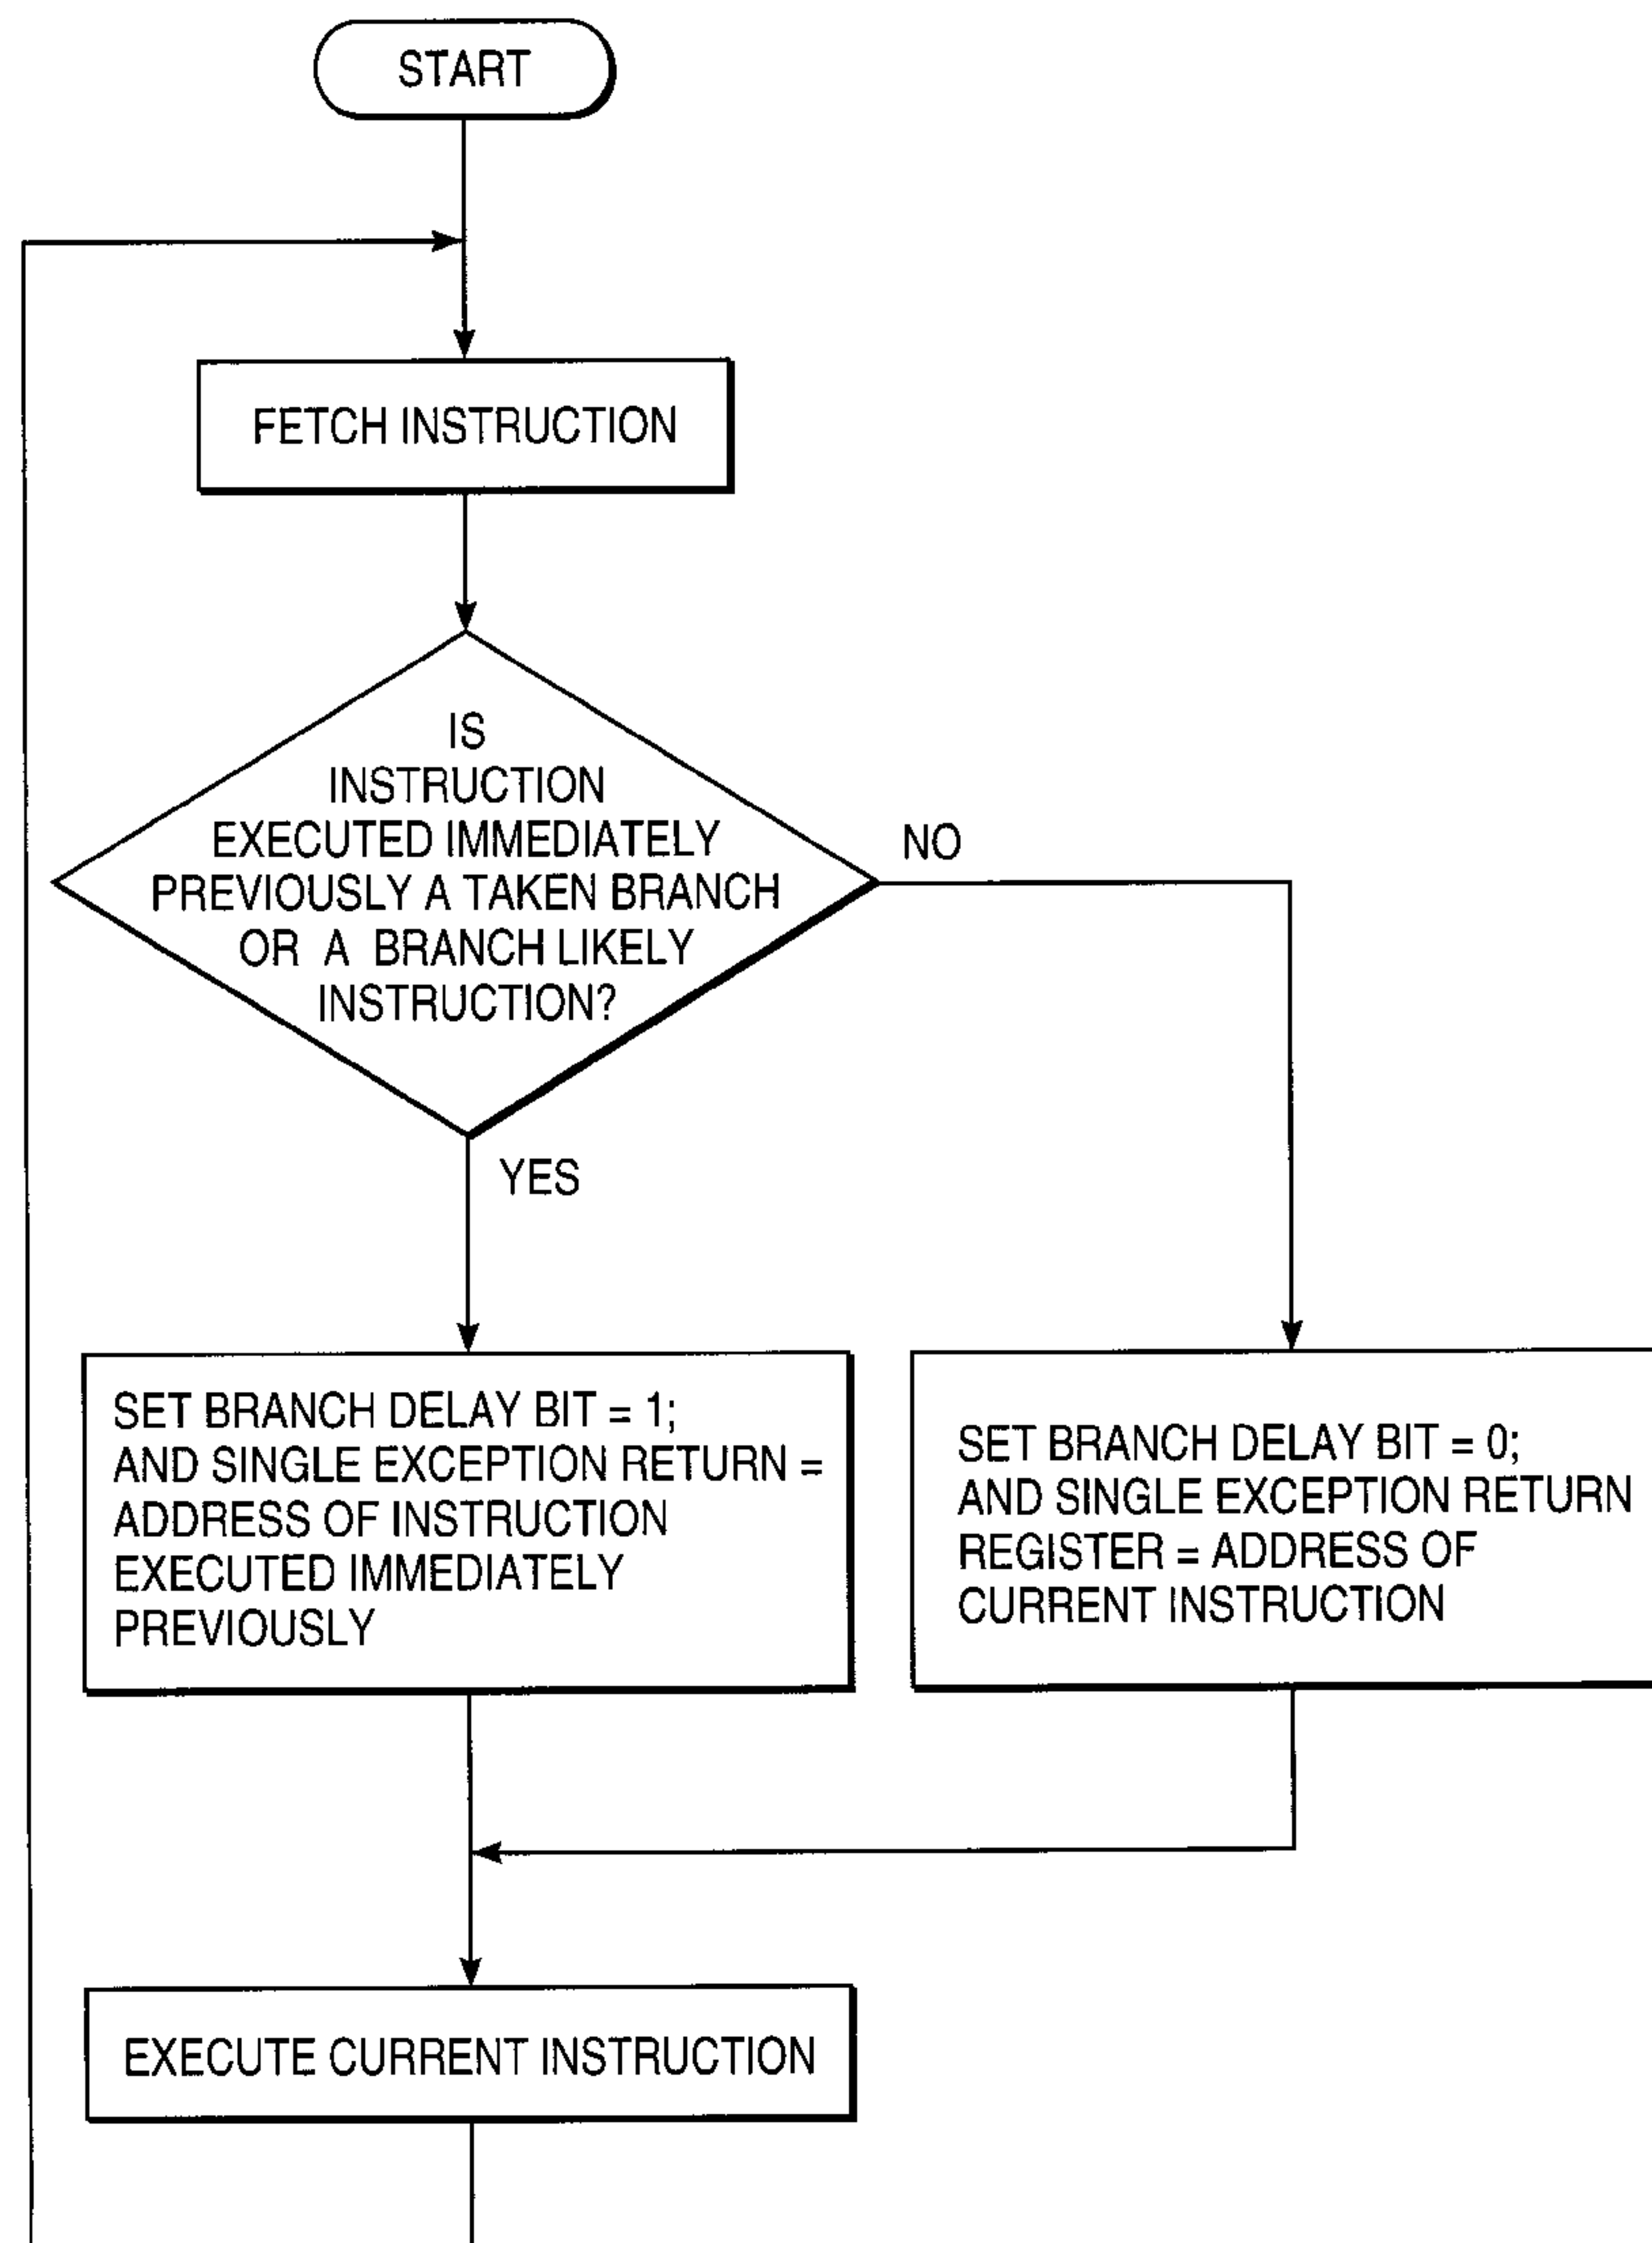 START
FETCH INSTRUCTION
IS
INSTRUCTION
EXECUTED IMMEDIATELY
PREVIOUSLY A TAKEN BRANCH
OR A BRANCH LIKELY
INSTRUCTION?
NO
YES
SET BRANCH DELAY BIT = 1;
AND SINGLE EXCEPTION RETURN =
ADDRESS OF INSTRUCTION
EXECUTED IMMEDIATELY
PREVIOUSLY
SET BRANCH DELAY BIT = 0;
AND SINGLE EXCEPTION RETURN
REGISTER = ADDRESS OF
CURRENT INSTRUCTION
EXECUTE CURRENT INSTRUCTION